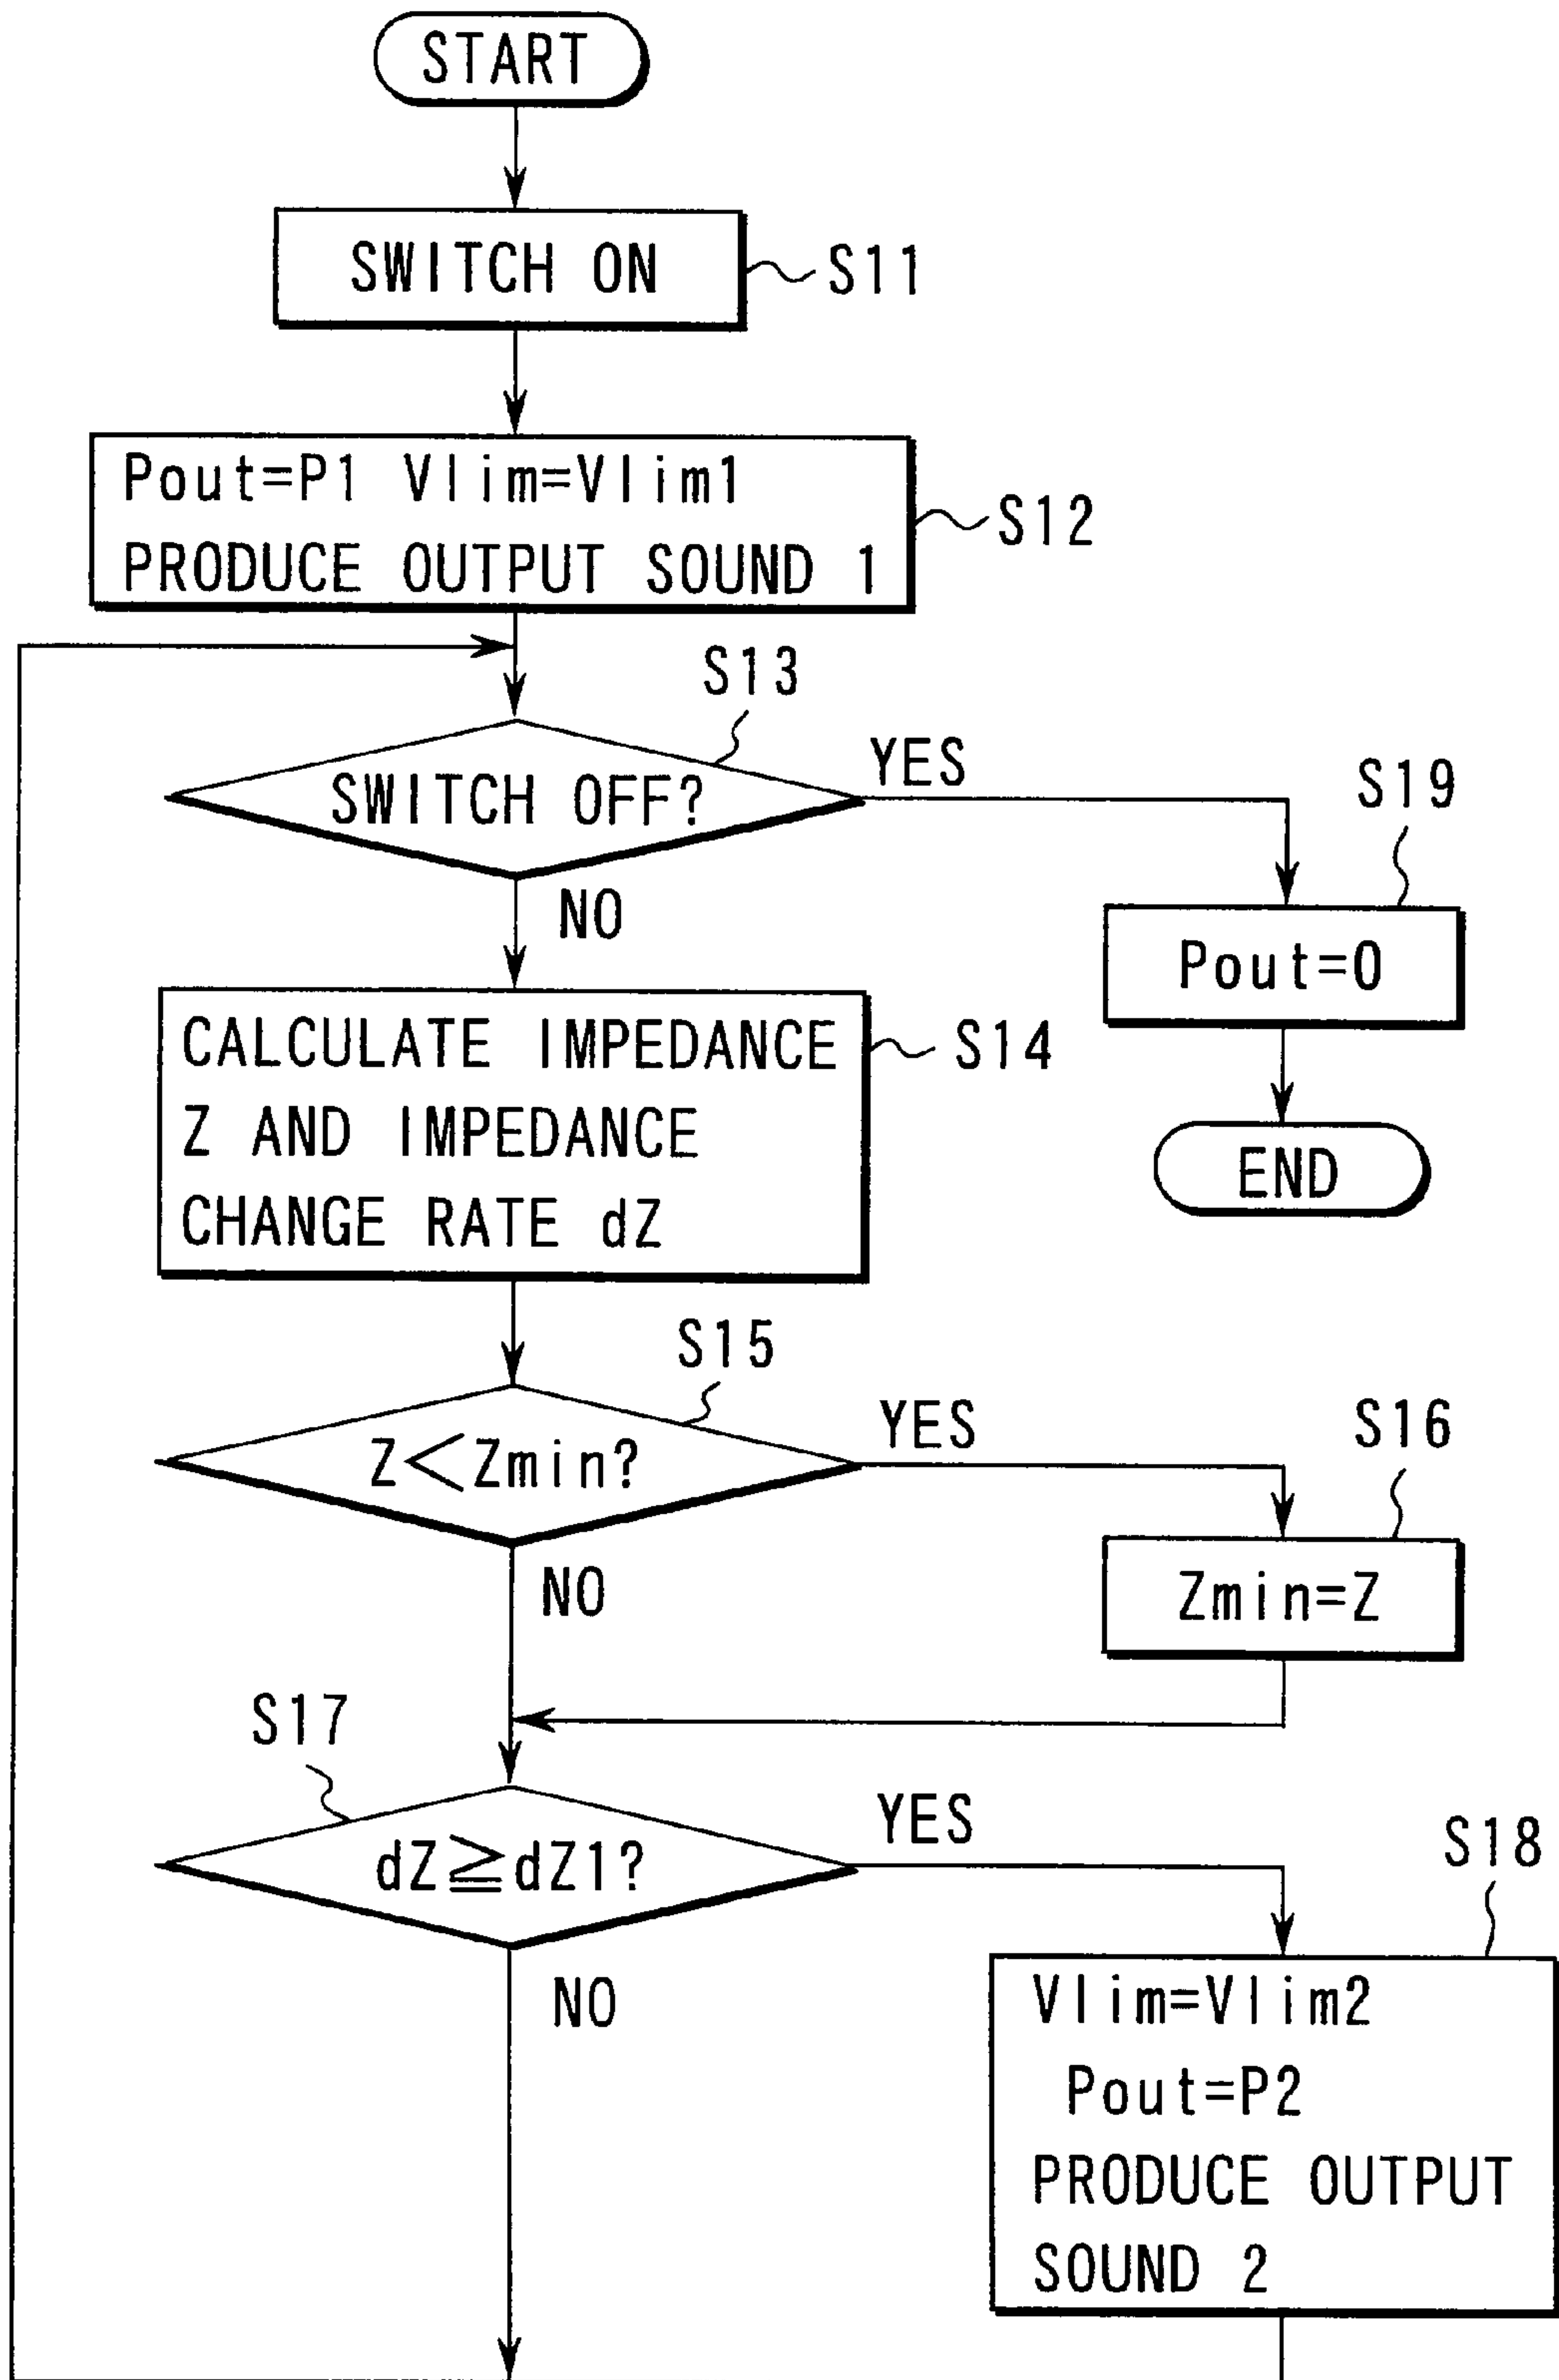 START
SWITCH ON
S11
Pout=P1 Vlim=Vlim1
PRODUCE OUTPUT SOUND 1
S12
S13
SWITCH OFF?
YES
NO
S19
Pout=0
END
CALCULATE IMPEDANCE
Z AND IMPEDANCE
CHANGE RATE dZ
S14
S15
Z<Zmin?
YES
NO
S16
Zmin=Z
S17
dZ≧dZ1?
YES
NO
S18
Vlim=Vlim2
Pout=P2
PRODUCE OUTPUT
SOUND 2